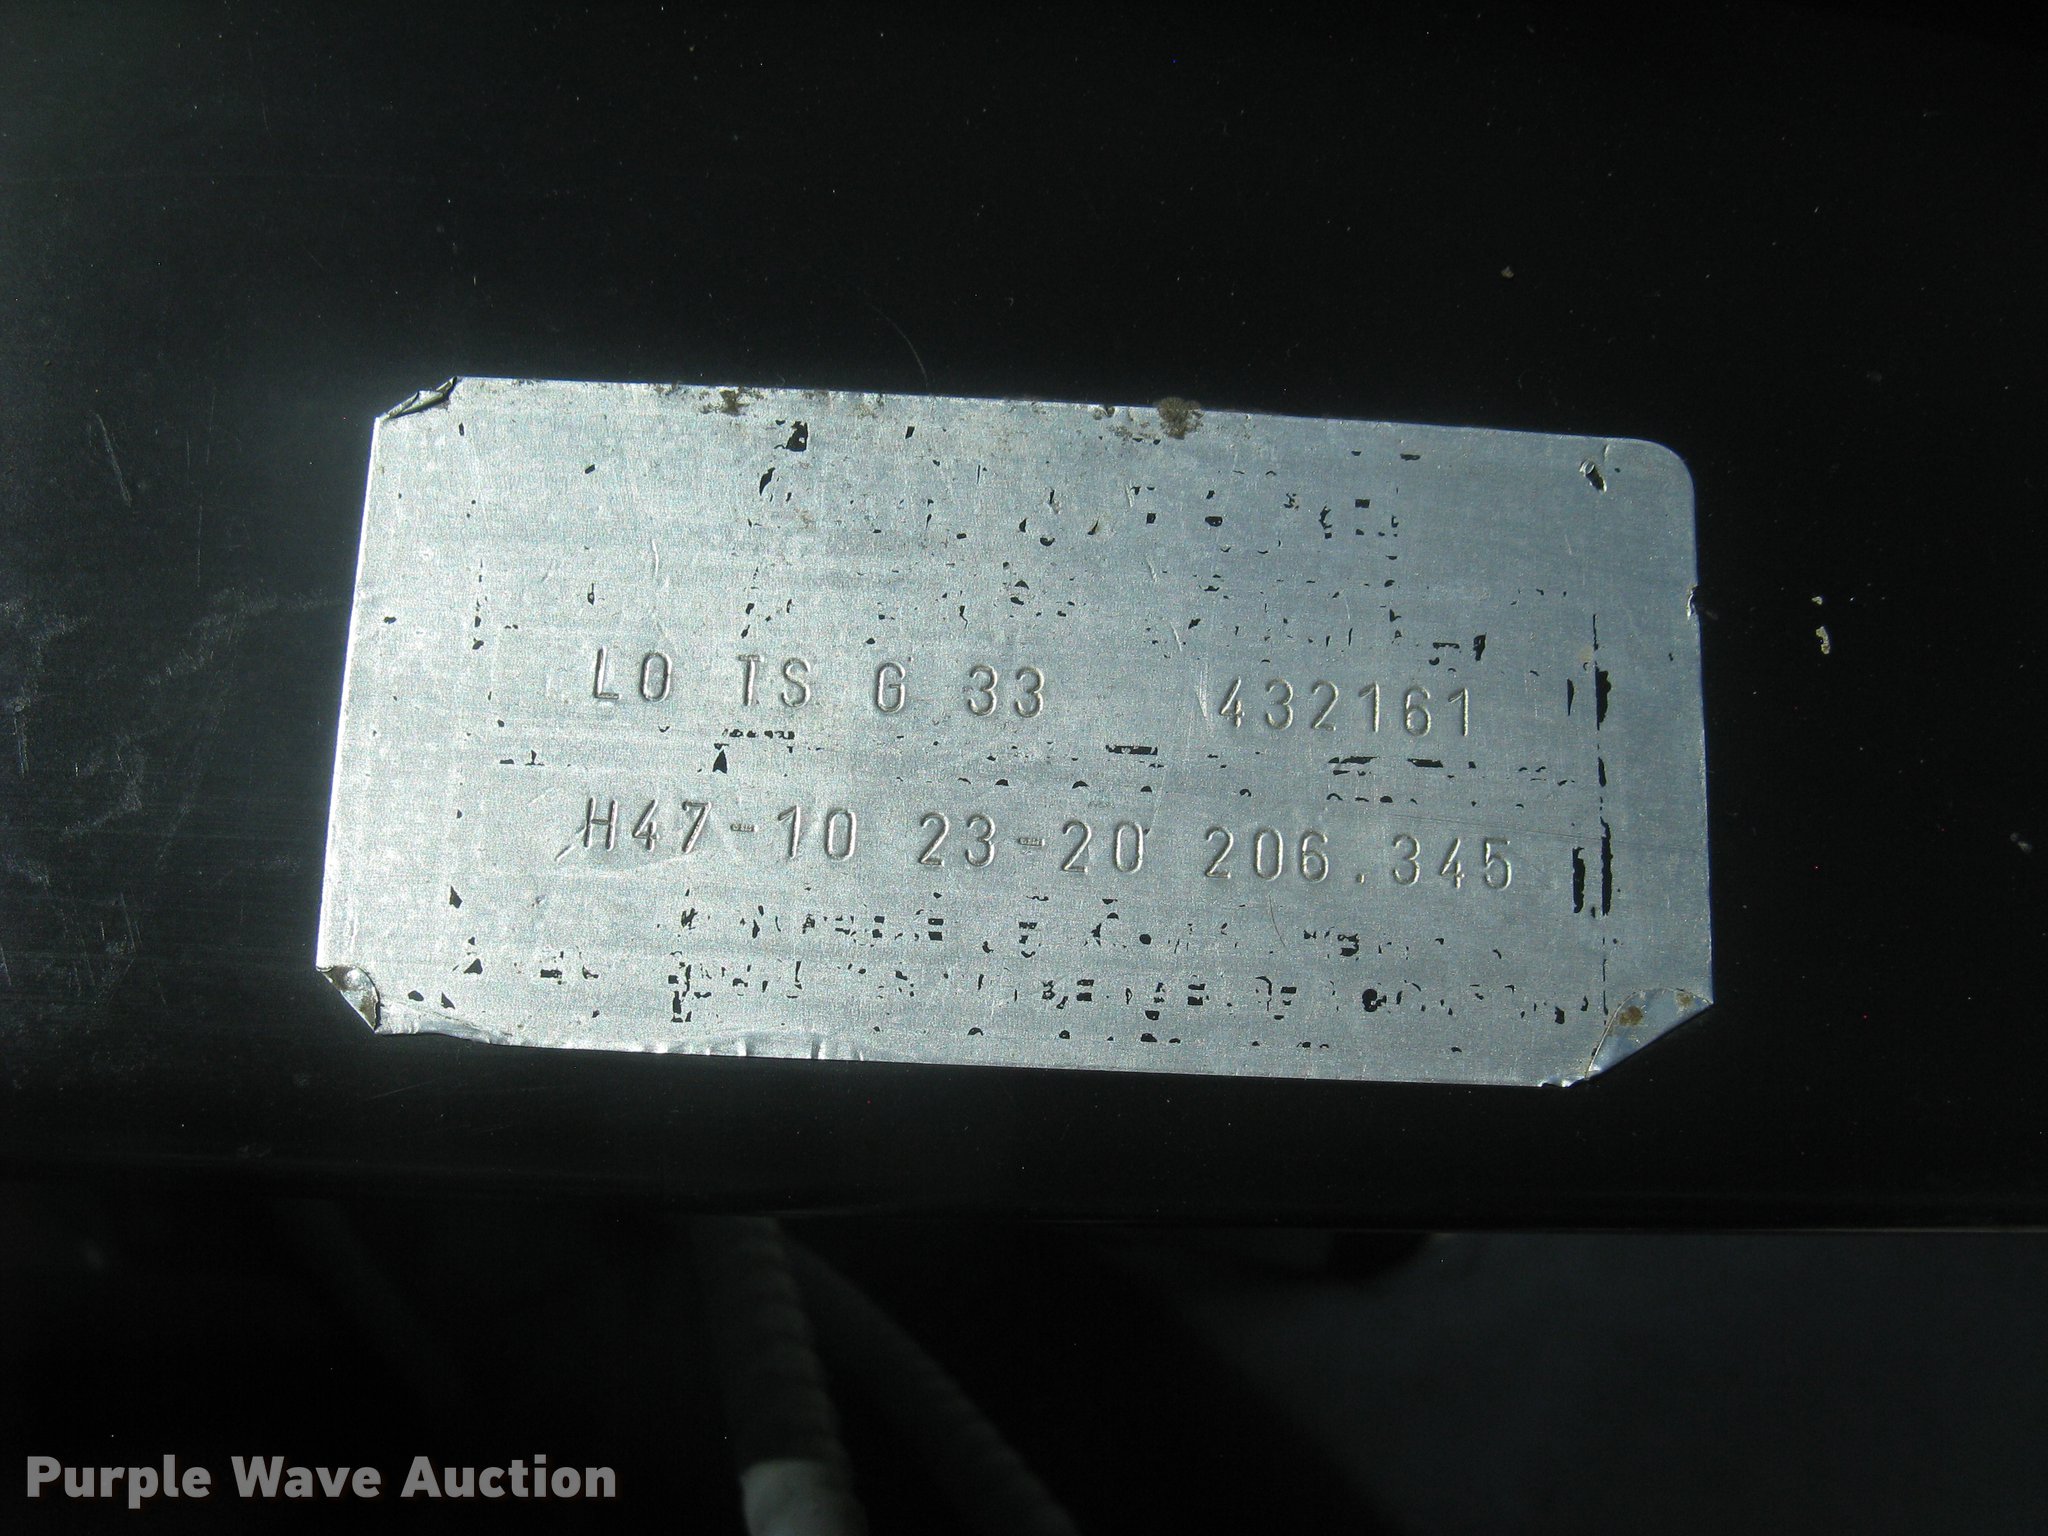 LO TS G 33 432161
H47-10 23-20 206.345
Purple Wave Auction